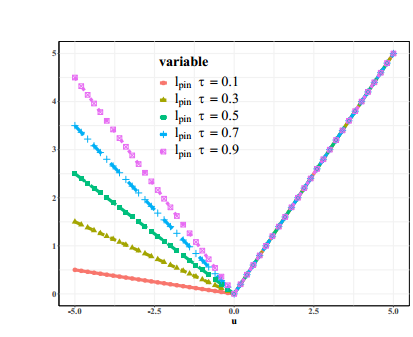 variable
l_pin τ = 0.1
l_pin τ = 0.3
l_pin τ = 0.5
l_pin τ = 0.7
l_pin τ = 0.9
5
4
3
2
1
0
-5.0 -2.5 0.0 2.5 5.0
u